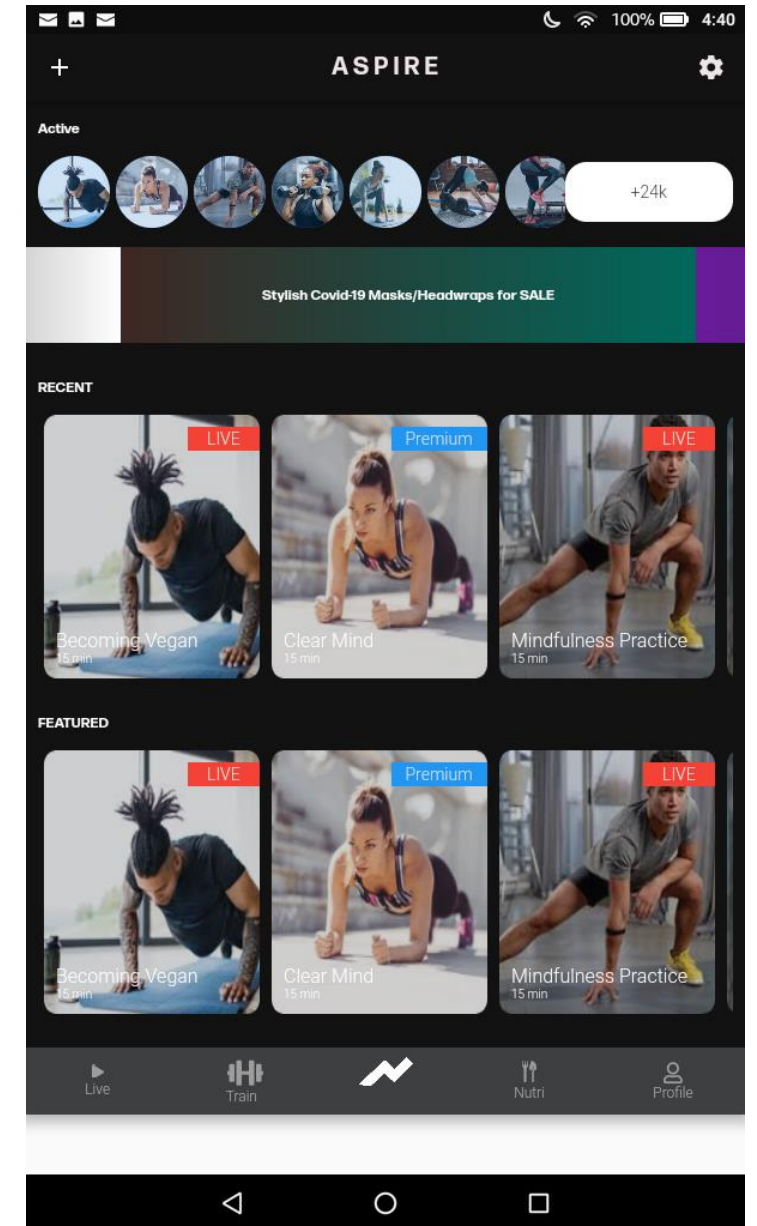 100% 4:40
ASPIRE
Active
+24k
Stylish Covid-19 Masks/Headwraps for SALE
RECENT
LIVE
Becoming Vegan
15 min
Premium
Clear Mind
15 min
LIVE
Mindfulness Practice
15 min
FEATURED
LIVE
Becoming Vegan
15 min
Premium
Clear Mind
15 min
LIVE
Mindfulness Practice
15 min
Live
Train
Nutri
Profile